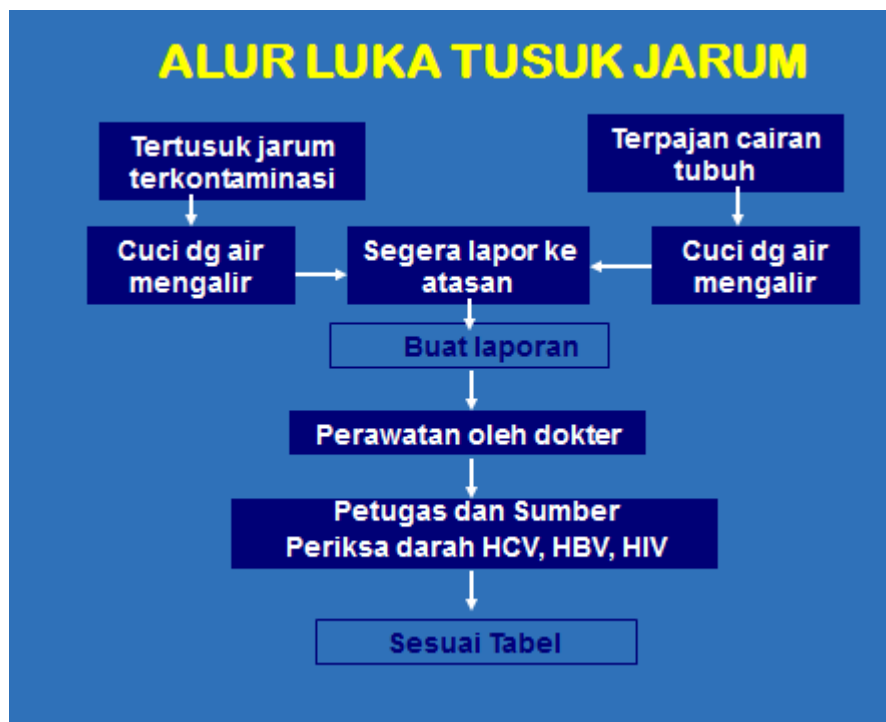 ALUR LUKA TUSUK JARUM
Tertusuk jarum
terkontaminasi
Terpajan cairan
tubuh
Cuci dg air
mengalir
Segera lapor ke
atasan
Cuci dg air
mengalir
Buat laporan
Perawatan oleh dokter
Petugas dan Sumber
Periksa darah HCV, HBV, HIV
Sesuai Tabel